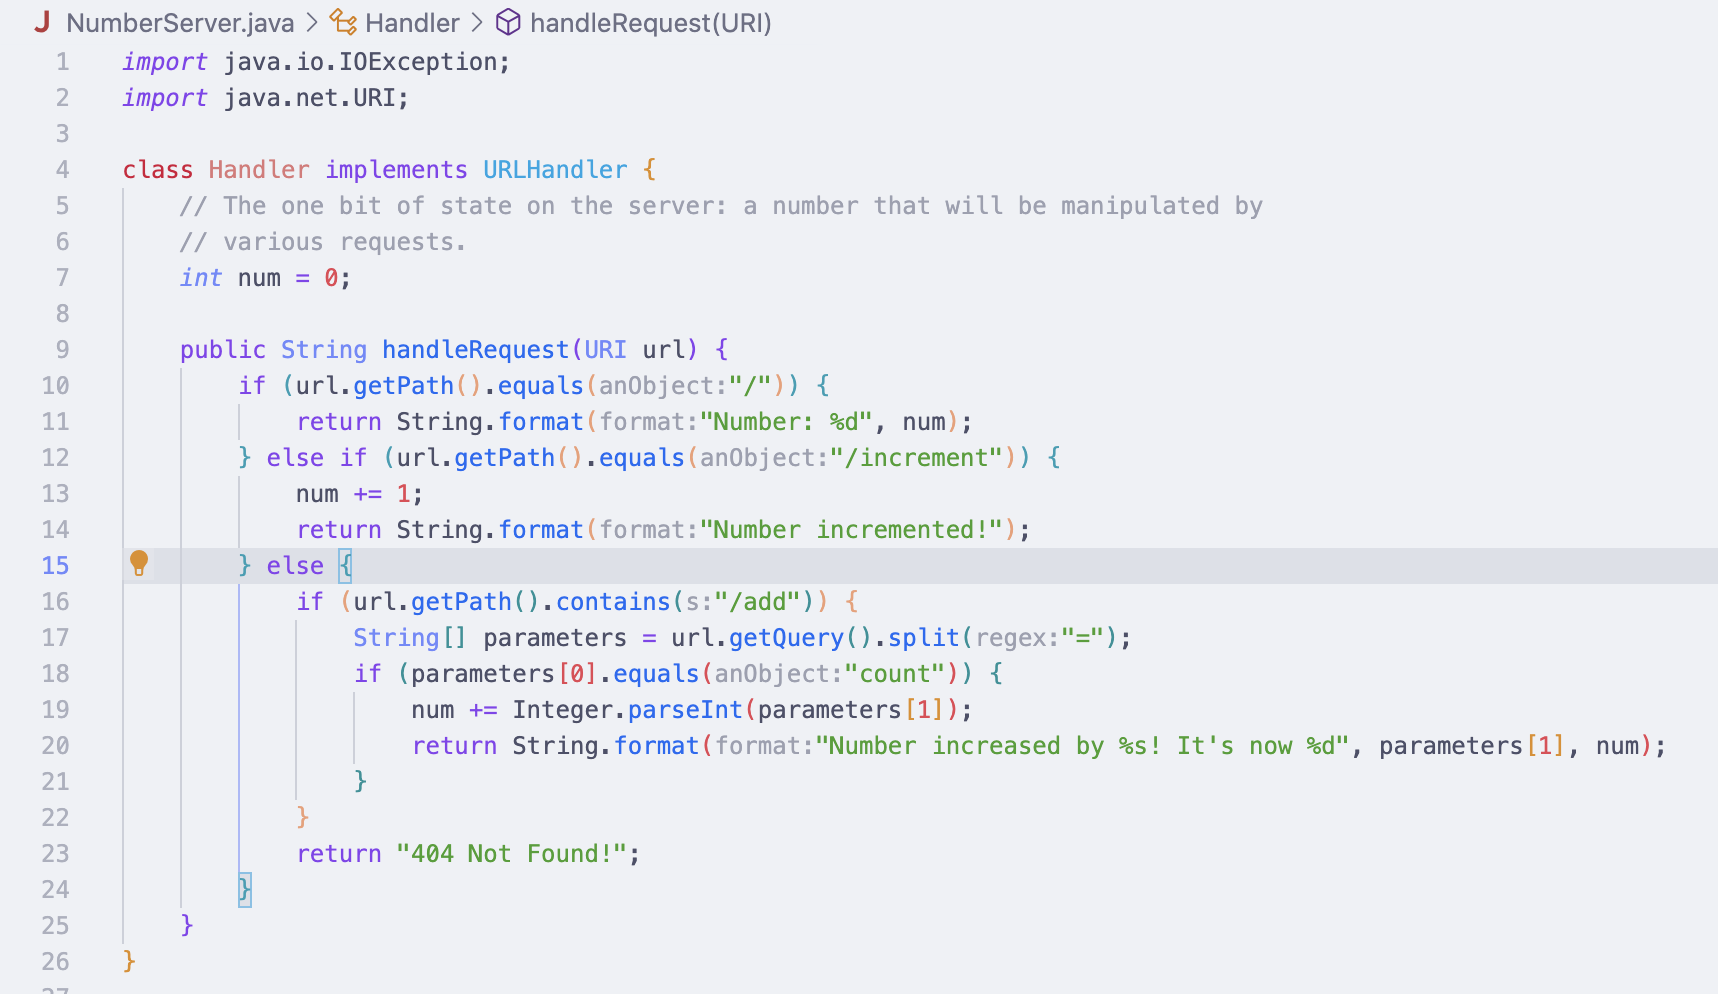 NumberServer.java > Handler > handleRequest(URI)
1 import java.io.IOException;
2 import java.net.URI;
3
4 class Handler implements URLHandler {
5 // The one bit of state on the server: a number that will be manipulated by
6 // various requests.
7 int num = 0;
8
9 public String handleRequest(URI url) {
10 if (url.getPath().equals(anObject:"/")) {
11 return String.format(format:"Number: %d", num);
12 } else if (url.getPath().equals(anObject:"/increment")) {
13 num += 1;
14 return String.format(format:"Number incremented!");
15 } else {
16 if (url.getPath().contains(s:"/add")) {
17 String[] parameters = url.getQuery().split(regex:"=");
18 if (parameters[0].equals(anObject:"count")) {
19 num += Integer.parseInt(parameters[1]);
20 return String.format(format:"Number increased by %s! It's now %d", parameters[1], num);
21 }
22 }
23 return "404 Not Found!";
24 }
25 }
26 }